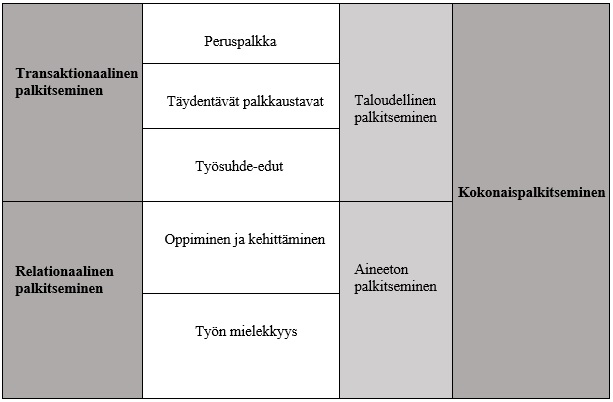 Transaktionaalinen
palkitseminen
Peruspalkka
Täydentävät palkkaustavat
Työsuhde-edut
Taloudellinen
palkitseminen
Kokonaispalkitseminen
Relationaalinen
palkitseminen
Oppiminen ja kehittäminen
Työn mielekkyys
Aineeton
palkitseminen